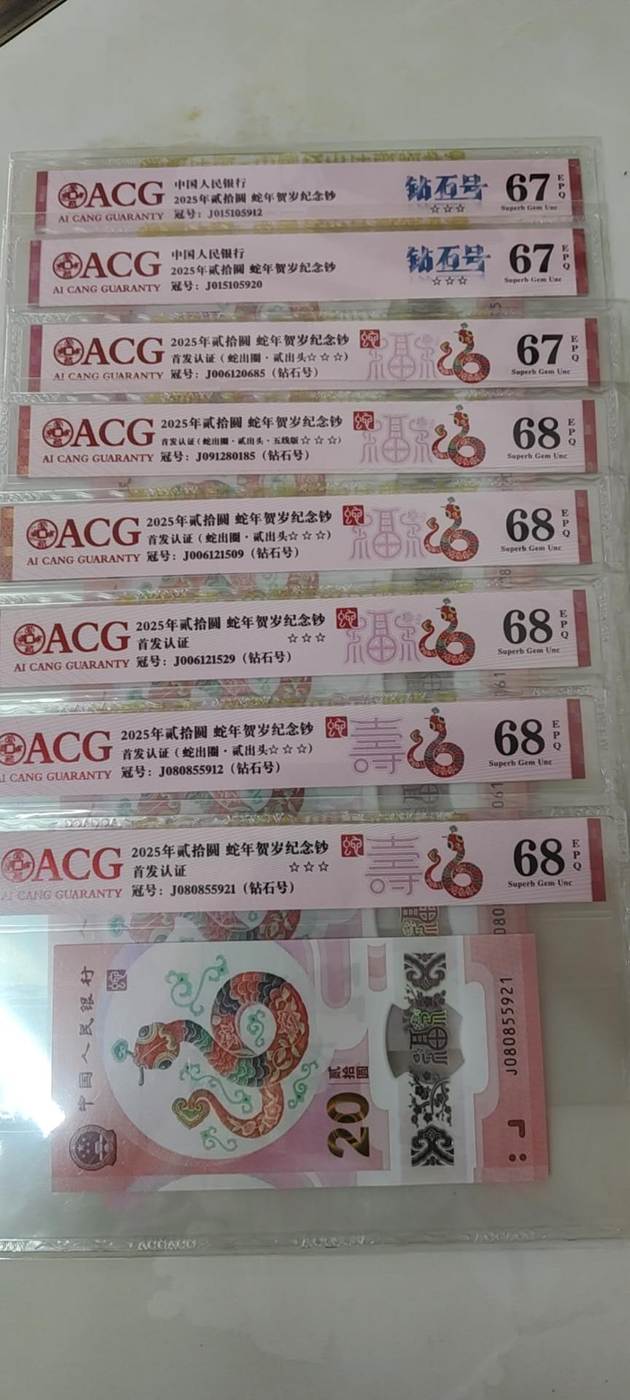 ACG
AI CANG GUARANTY
中国人民银行
2025年贰拾圆 蛇年贺岁纪念钞
冠号：J015105912
钻石号
☆☆☆
67
EPQ
Superb Gem Unc
ACG
AI CANG GUARANTY
中国人民银行
2025年贰拾圆 蛇年贺岁纪念钞
冠号：J015105920
钻石号
☆☆☆
67
EPQ
Superb Gem Unc
ACG
AI CANG GUARANTY
2025年贰拾圆 蛇年贺岁纪念钞
首发认证（蛇出圈·贰出头☆☆☆）
冠号：J006120685（钻石号）
福
67
EPQ
Superb Gem Unc
ACG
AI CANG GUARANTY
2025年贰拾圆 蛇年贺岁纪念钞
首发认证（蛇出圈·贰出头·五线版☆☆☆）
冠号：J091280185（钻石号）
福
68
EPQ
Superb Gem Unc
ACG
AI CANG GUARANTY
2025年贰拾圆 蛇年贺岁纪念钞
首发认证（蛇出圈·贰出头☆☆☆）
冠号：J006121509（钻石号）
福
68
EPQ
Superb Gem Unc
ACG
AI CANG GUARANTY
2025年贰拾圆 蛇年贺岁纪念钞
首发认证 ☆☆☆
冠号：J006121529（钻石号）
福
68
EPQ
Superb Gem Unc
ACG
AI CANG GUARANTY
2025年贰拾圆 蛇年贺岁纪念钞
首发认证（蛇出圈·贰出头☆☆☆）
冠号：J080855912（钻石号）
壽
68
EPQ
Superb Gem Unc
ACG
AI CANG GUARANTY
2025年贰拾圆 蛇年贺岁纪念钞
首发认证 ☆☆☆
冠号：J080855921（钻石号）
壽
68
EPQ
Superb Gem Unc
中国人民银行
贰拾圆
20
福
J080855921